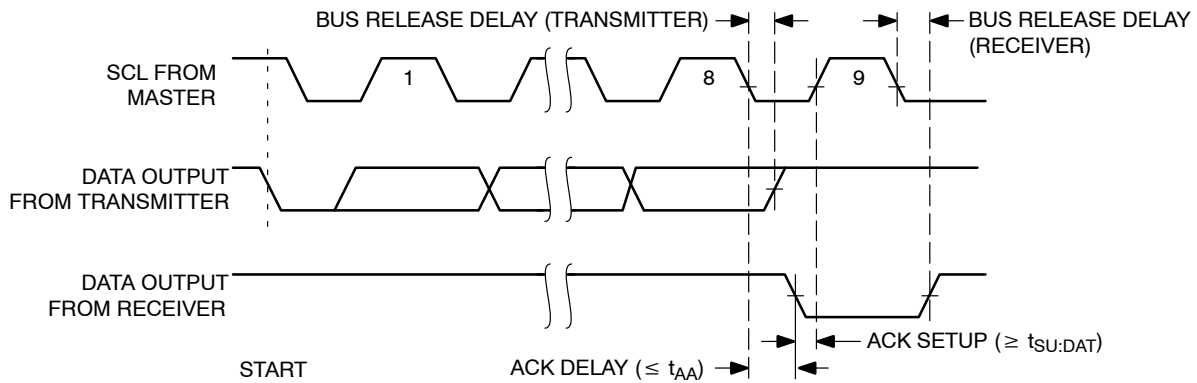 BUS RELEASE DELAY (TRANSMITTER)
BUS RELEASE DELAY
(RECEIVER)
SCL FROM
MASTER
1
8
9
DATA OUTPUT
FROM TRANSMITTER
DATA OUTPUT
FROM RECEIVER
ACK SETUP (≥ tSU:DAT)
START
ACK DELAY (≤ tAA)